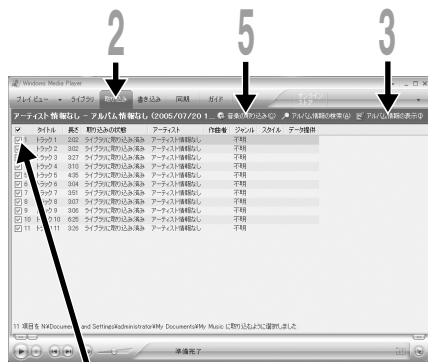 2 5 3
Windows Media Player
プレイ ビュー ライブラリ 取り込み 書き込み 同期 ガイド オンライン ストア
アーティスト情報なし - アルバム情報なし (2005/07/20 1... 音楽の取り込み(C) アルバム情報の検索(A) アルバム情報の表示
タイトル 長さ 取り込みの状態 アーティスト 作曲者 ジャンル スタイル データ提供
1 トラック 1 2:02 ライブラリに取り込み済み アーティスト情報なし 不明
トラック 2 3:02 ライブラリに取り込み済み アーティスト情報なし 不明
トラック 3 3:27 ライブラリに取り込み済み アーティスト情報なし 不明
トラック 4 3:10 ライブラリに取り込み済み アーティスト情報なし 不明
5 トラック 5 4:35 ライブラリに取り込み済み アーティスト情報なし 不明
6 トラック 6 3:04 ライブラリに取り込み済み アーティスト情報なし 不明
7 トラック 7 3:51 ライブラリに取り込み済み アーティスト情報なし 不明
8 トラック 8 3:07 ライブラリに取り込み済み アーティスト情報なし 不明
9 トラック 9 3:06 ライブラリに取り込み済み アーティスト情報なし 不明
10 トラック 10 6:25 ライブラリに取り込み済み アーティスト情報なし 不明
11 トラック 11 3:26 ライブラリに取り込み済み アーティスト情報なし 不明
11 項目を N:¥Documents and Settings¥administrator¥My Documents¥My Music に取り込むように選択しました
準備完了